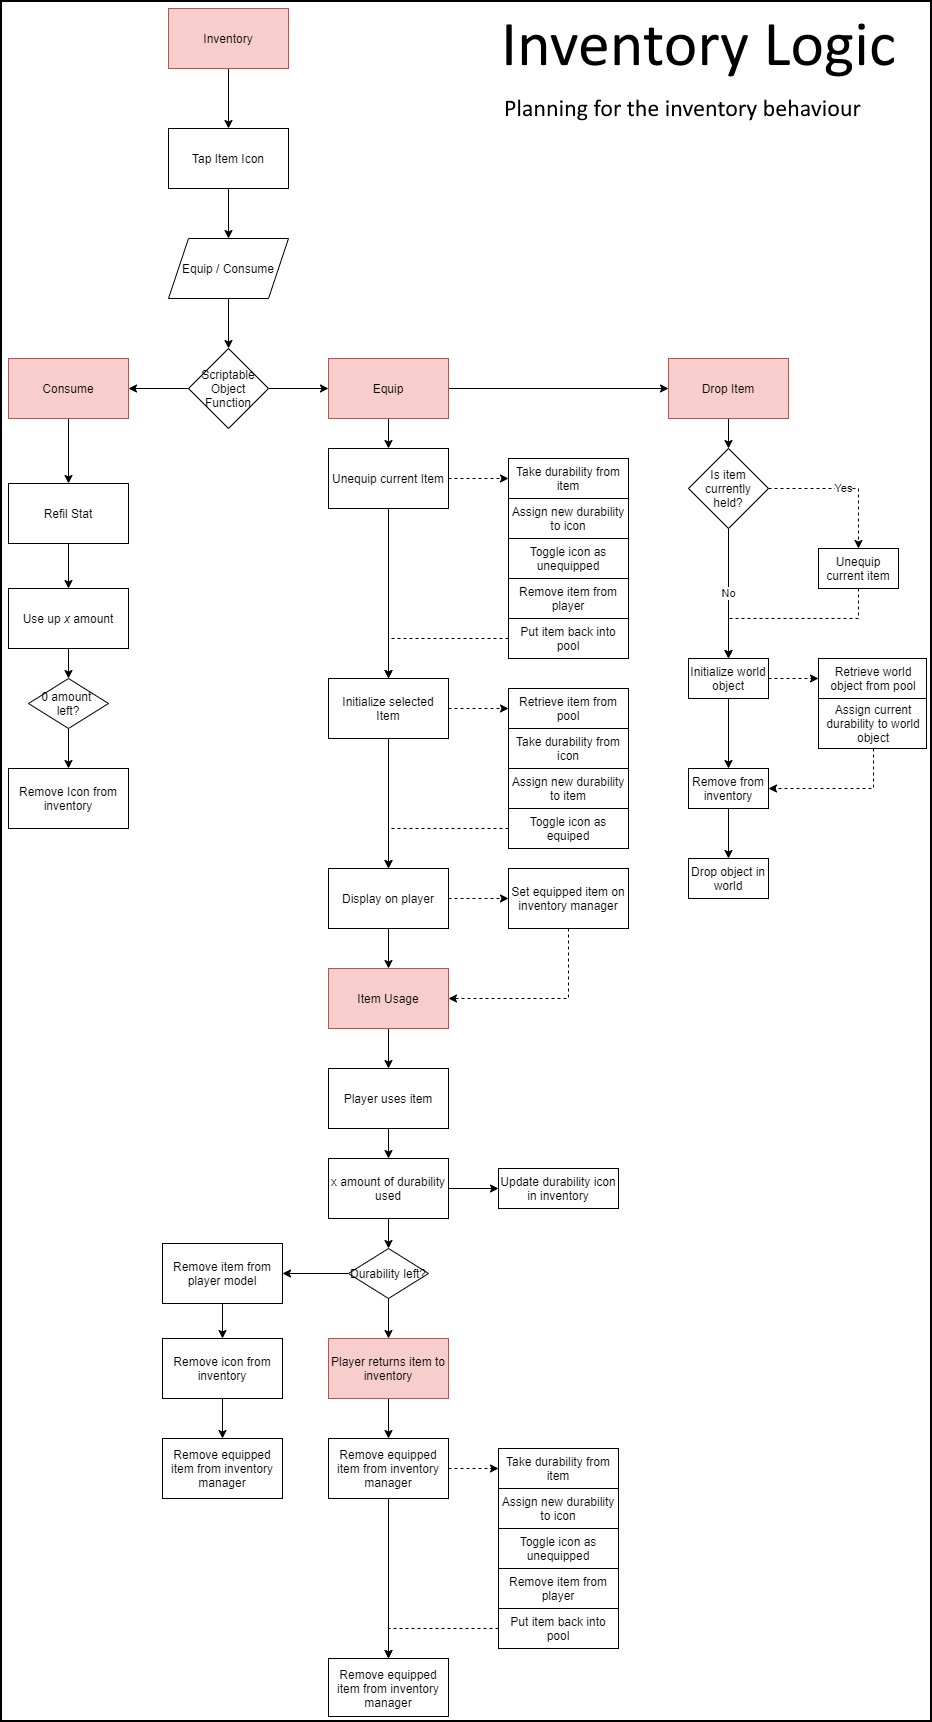 Inventory Logic
Planning for the inventory behaviour
Inventory
Tap Item Icon
Equip / Consume
Scriptable
Object
Function
Consume
Refil Stat
Use up x amount
0 amount
left?
Remove Icon from
inventory
Equip
Unequip current Item
Take durability from
item
Assign new durability
to icon
Toggle icon as
unequipped
Remove item from
player
Put item back into
pool
Initialize selected
Item
Retrieve item from
pool
Take durability from
icon
Assign new durability
to item
Toggle icon as
equiped
Display on player
Set equipped item on
inventory manager
Drop Item
Is item
currently
held?
Yes
Unequip
current item
No
Initialize world
object
Retrieve world
object from pool
Assign current
durability to world
object
Remove from
inventory
Drop object in
world
Item Usage
Player uses item
x amount of durability
used
Update durability icon
in inventory
Durability left?
Remove item from
player model
Remove icon from
inventory
Remove equipped
item from inventory
manager
Player returns item to
inventory
Remove equipped
item from inventory
manager
Take durability from
item
Assign new durability
to icon
Toggle icon as
unequipped
Remove item from
player
Put item back into
pool
Remove equipped
item from inventory
manager